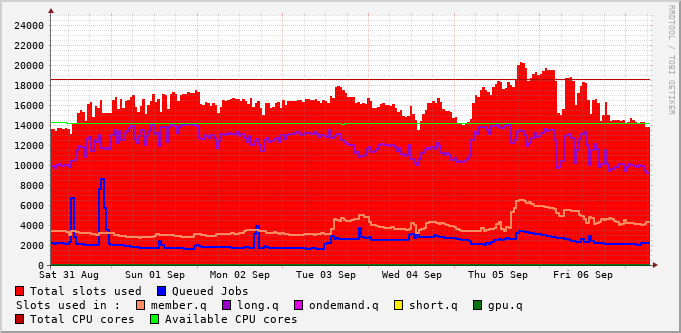 24000
22000
20000
18000
16000
14000
12000
10000
8000
6000
4000
2000
0
Sat 31 Aug Sun 01 Sep Mon 02 Sep Tue 03 Sep Wed 04 Sep Thu 05 Sep Fri 06 Sep
Total slots used Queued Jobs
Slots used in : member.q long.q ondemand.q short.q gpu.q
Total CPU cores Available CPU cores
RRDTOOL / TOBI OETIKER